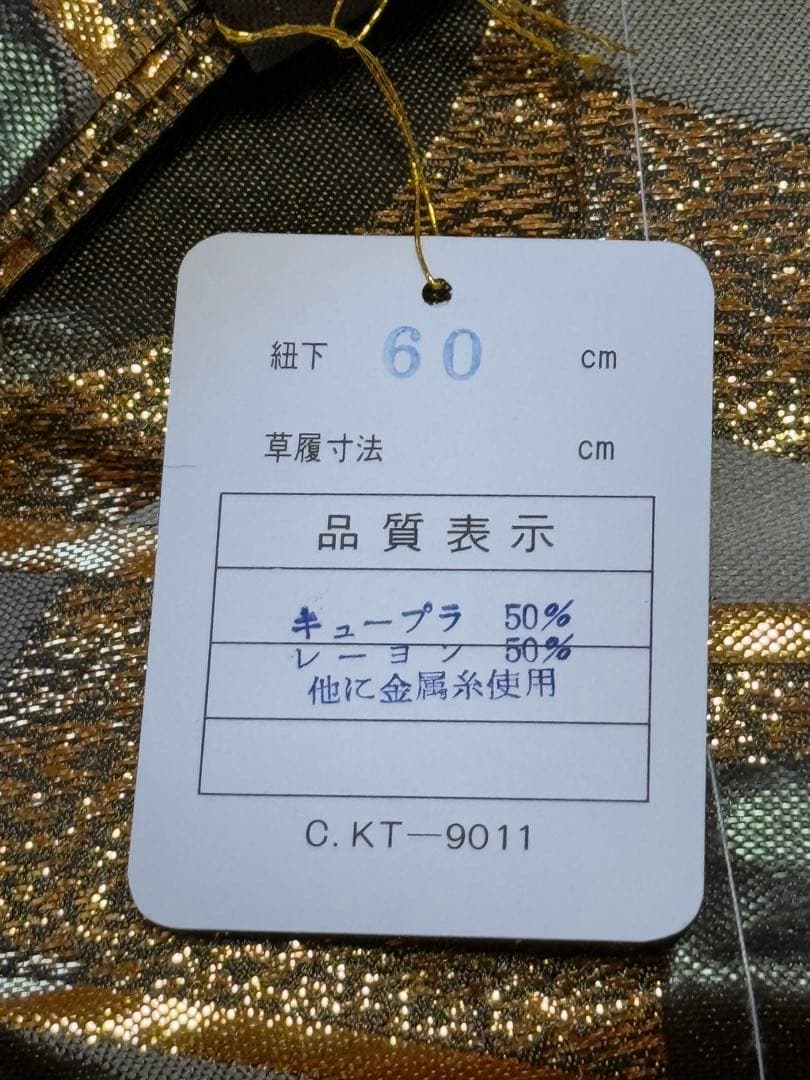 紐下 60 cm
草履寸法 cm
品質表示
キュープラ 50%
レーヨン 50%
他に金属糸使用
C.KT－9011